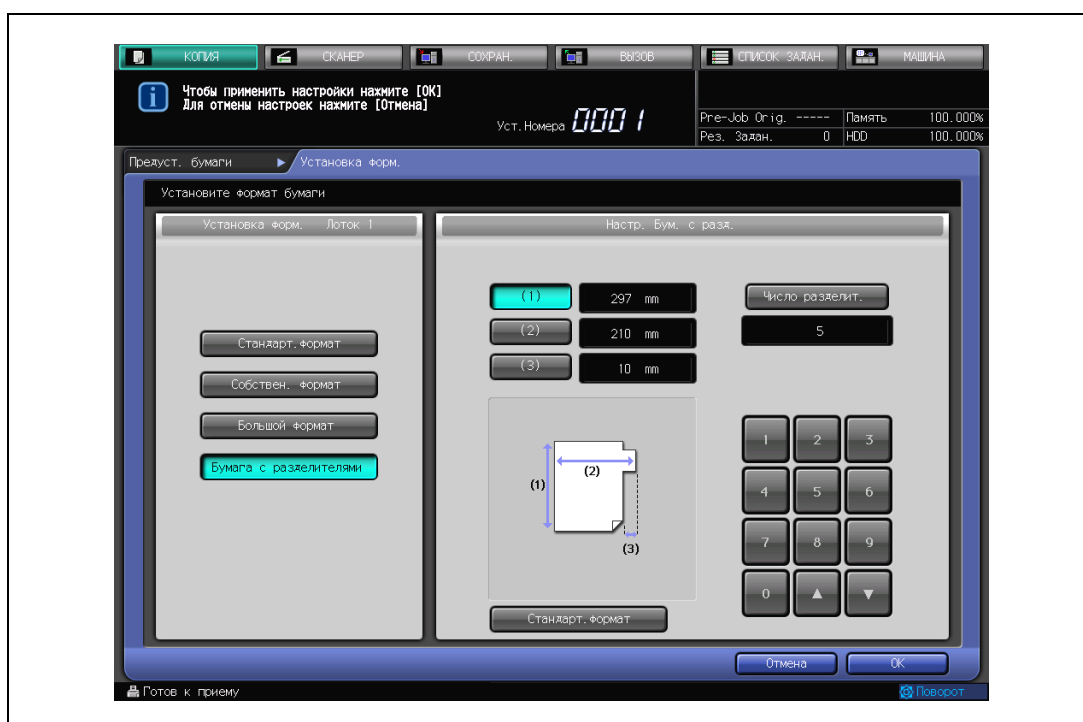 КОПИЯ СКАНЕР СОХРАН. ВЫЗОВ СПИСОК ЗАДАН. МАШИНА
Чтобы применить настройки нажмите [OK]
Для отмены настроек нажмите [Отмена]
Уст.Номера 0001
Pre-Job Orig. ----- Память 100.000%
Рез. Задан. 0 HDD 100.000%
Предуст. бумаги ▶ Установка форм.
Установите формат бумаги
Установка форм. Лоток 1
Настр. Бум. с разд.
(1) 297 mm
Число разделит.
(2) 210 mm
5
(3) 10 mm
Стандарт.формат
Собствен. формат
Большой формат
Бумага с разделителями
(1)
(2)
(3)
1 2 3
4 5 6
7 8 9
0 ▲ ▼
Стандарт.формат
Отмена OK
Готов к приему
Поворот